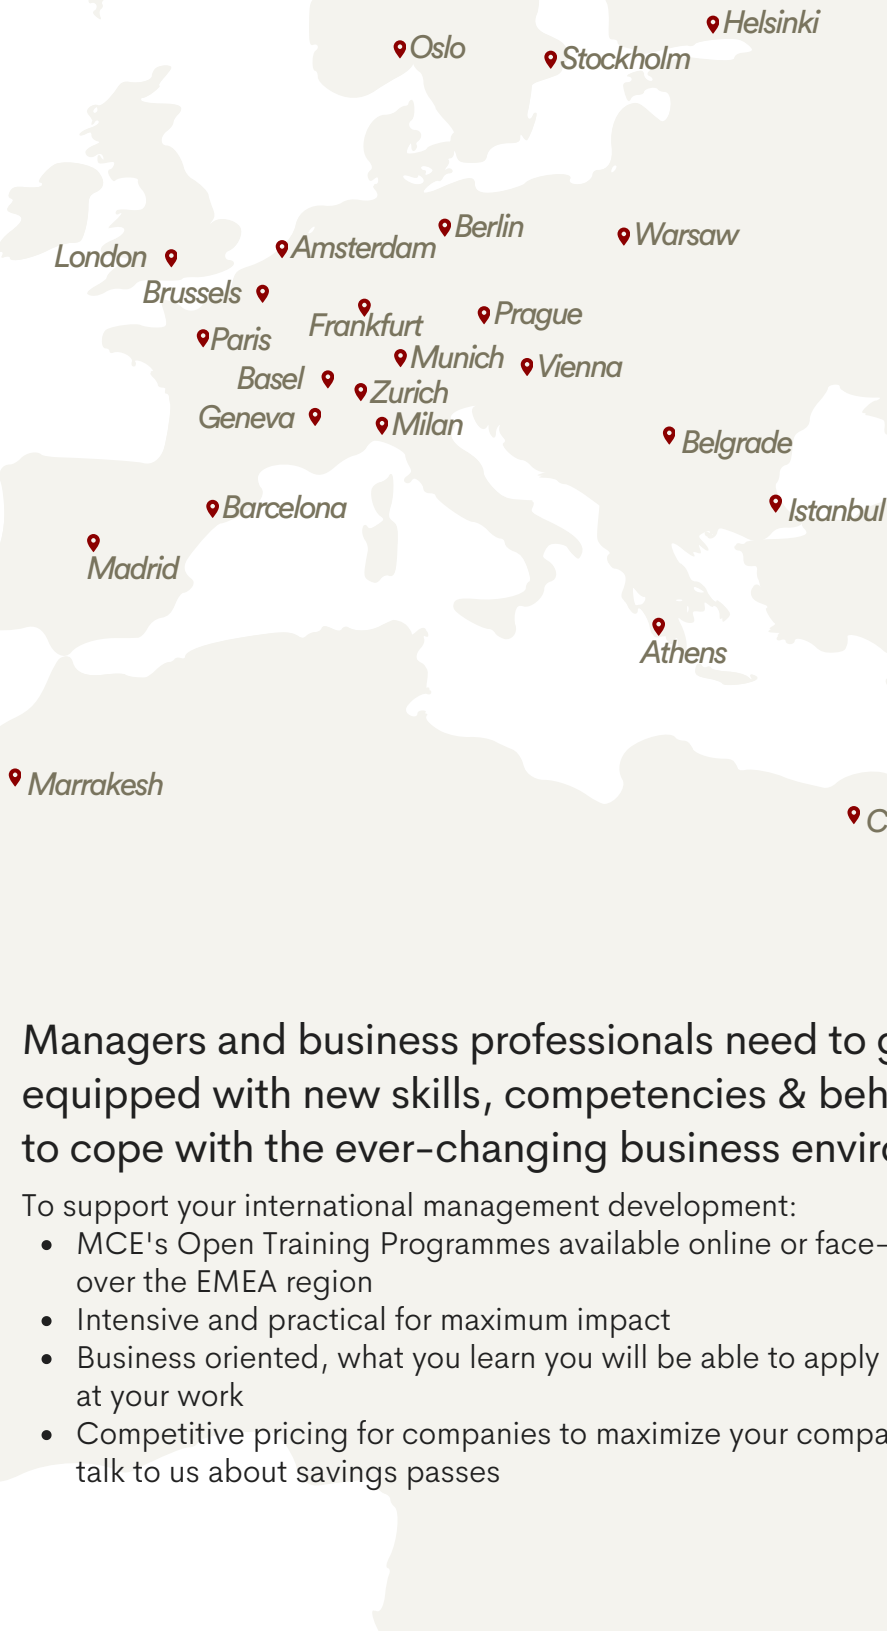 Helsinki
Oslo
Stockholm
Berlin
Warsaw
Amsterdam
London
Brussels
Prague
Frankfurt
Paris
Munich
Vienna
Basel
Zurich
Geneva
Milan
Belgrade
Barcelona
Istanbul
Madrid
Athens
Marrakesh
C
Managers and business professionals need to g
equipped with new skills, competencies & beh
to cope with the ever-changing business enviro
To support your international management development:
• MCE's Open Training Programmes available online or face-
over the EMEA region
• Intensive and practical for maximum impact
• Business oriented, what you learn you will be able to apply
at your work
• Competitive pricing for companies to maximize your compa
talk to us about savings passes